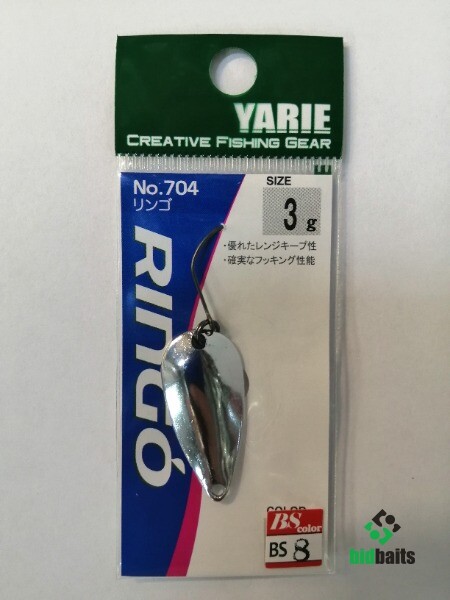 YARIE
CREATIVE FISHING GEAR
No.704
リンゴ
SIZE
3g
・優れたレンジキープ性
・確実なフッキング性能
RINGO
COLOR
BS color
BS 8
bidbaits